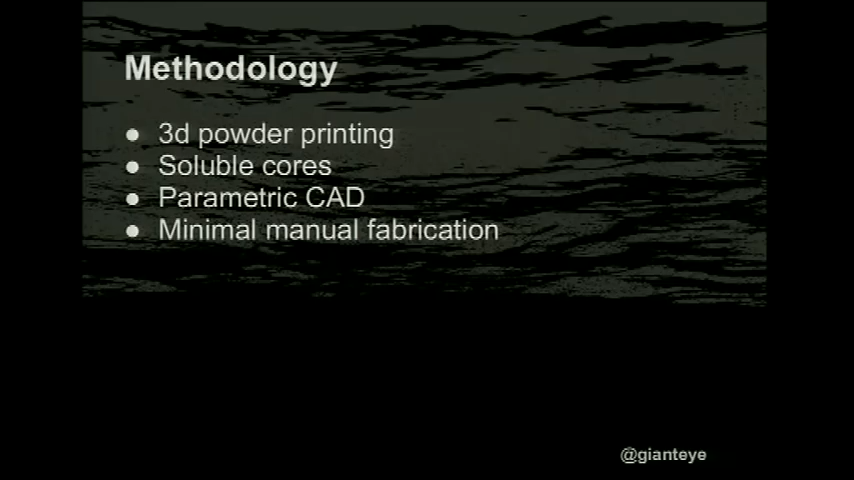 Methodology
● 3d powder printing
● Soluble cores
● Parametric CAD
● Minimal manual fabrication
@gianteye